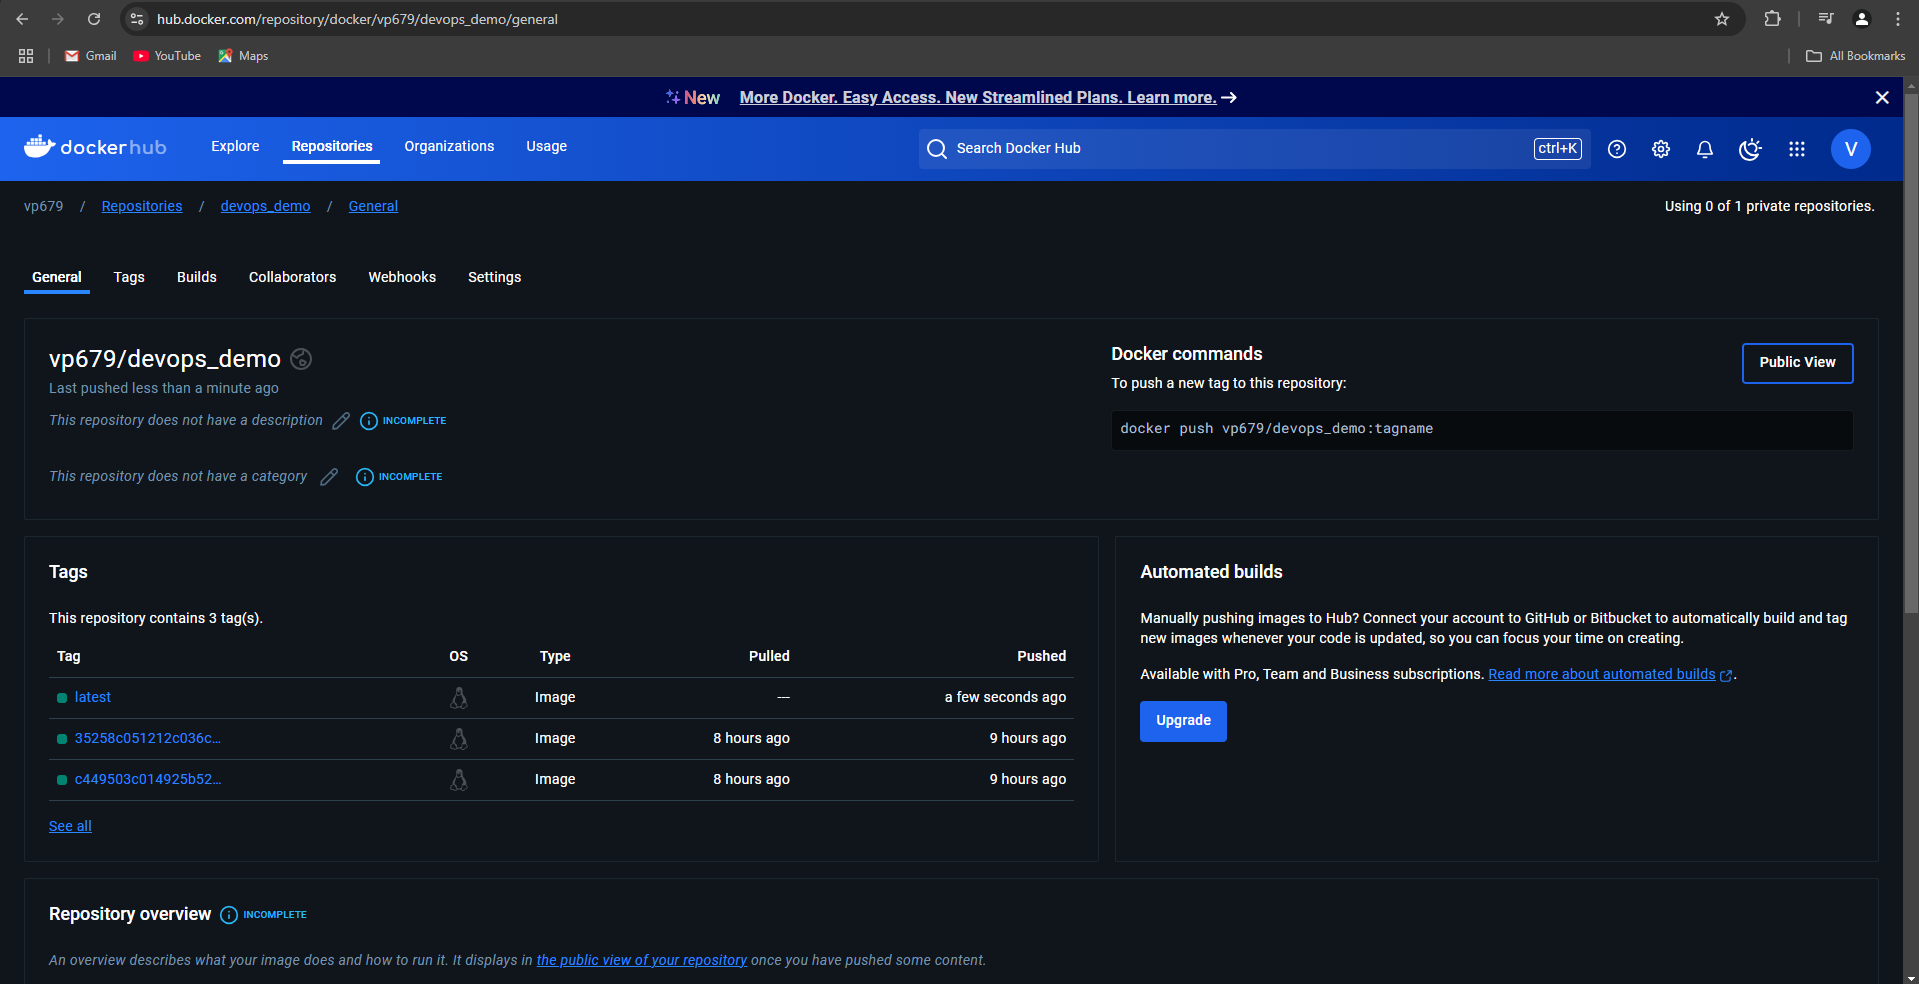 hub.docker.com/repository/docker/vp679/devops_demo/general
Gmail
YouTube
Maps
All Bookmarks
New More Docker. Easy Access. New Streamlined Plans. Learn more. →
dockerhub
Explore
Repositories
Organizations
Usage
Search Docker Hub
ctrl+K
V
vp679 / Repositories / devops_demo / General
Using 0 of 1 private repositories.
General
Tags
Builds
Collaborators
Webhooks
Settings
vp679/devops_demo
Last pushed less than a minute ago
This repository does not have a description
INCOMPLETE
This repository does not have a category
INCOMPLETE
Docker commands
To push a new tag to this repository:
Public View
docker push vp679/devops_demo:tagname
Tags
This repository contains 3 tag(s).
Tag OS Type Pulled Pushed
latest Image --- a few seconds ago
35258c051212c036c... Image 8 hours ago 9 hours ago
c449503c014925b52... Image 8 hours ago 9 hours ago
See all
Automated builds
Manually pushing images to Hub? Connect your account to GitHub or Bitbucket to automatically build and tag
new images whenever your code is updated, so you can focus your time on creating.
Available with Pro, Team and Business subscriptions. Read more about automated builds.
Upgrade
Repository overview
INCOMPLETE
An overview describes what your image does and how to run it. It displays in the public view of your repository once you have pushed some content.